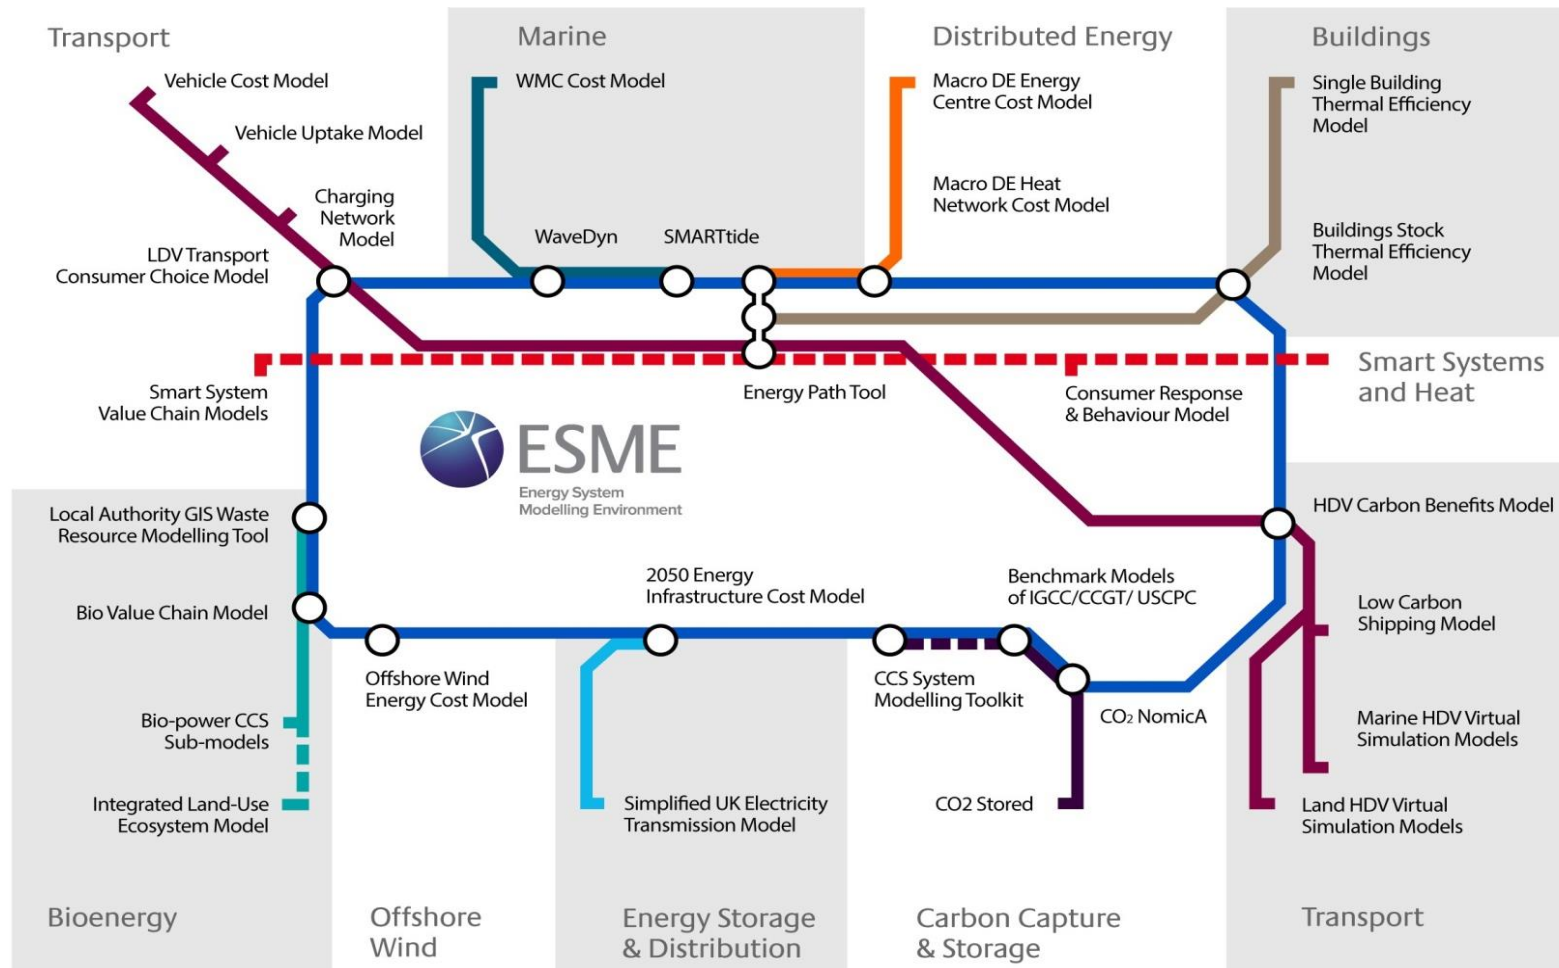 Transport
Marine
Distributed Energy
Buildings
Vehicle Cost Model
Vehicle Uptake Model
Charging
Network
Model
LDV Transport
Consumer Choice Model
WMC Cost Model
WaveDyn
SMARTtide
Macro DE Energy
Centre Cost Model
Macro DE Heat
Network Cost Model
Single Building
Thermal Efficiency
Model
Buildings Stock
Thermal Efficiency
Model
Smart System
Value Chain Models
Energy Path Tool
Consumer Response
& Behaviour Model
Smart Systems
and Heat
ESME
Energy System
Modelling Environment
Local Authority GIS Waste
Resource Modelling Tool
Bio Value Chain Model
Bio-power CCS
Sub-models
Integrated Land-Use
Ecosystem Model
Offshore Wind
Energy Cost Model
2050 Energy
Infrastructure Cost Model
Simplified UK Electricity
Transmission Model
Benchmark Models
of IGCC/CCGT/ USCPC
CCS System
Modelling Toolkit
CO₂ NomicA
CO2 Stored
HDV Carbon Benefits Model
Low Carbon
Shipping Model
Marine HDV Virtual
Simulation Models
Land HDV Virtual
Simulation Models
Bioenergy
Offshore
Wind
Energy Storage
& Distribution
Carbon Capture
& Storage
Transport